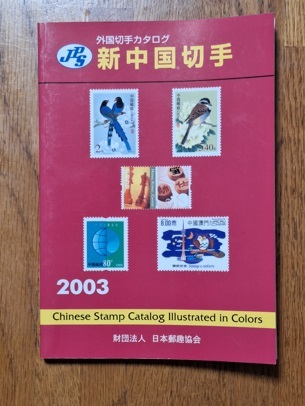 外国切手カタログ
JPS
新中国切手
2003
Chinese Stamp Catalog Illustrated in Colors
財団法人 日本郵趣協会